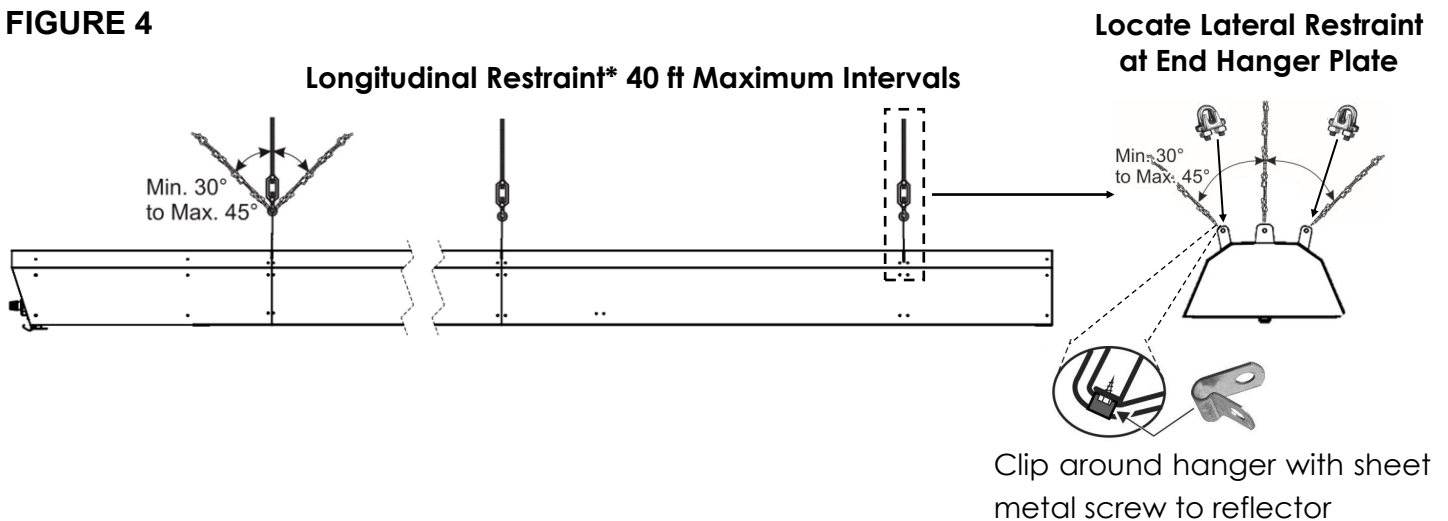 FIGURE 4
Locate Lateral Restraint
at End Hanger Plate
Longitudinal Restraint* 40 ft Maximum Intervals
Min. 30°
to Max. 45°
Min. 30°
to Max. 45°
Clip around hanger with sheet
metal screw to reflector